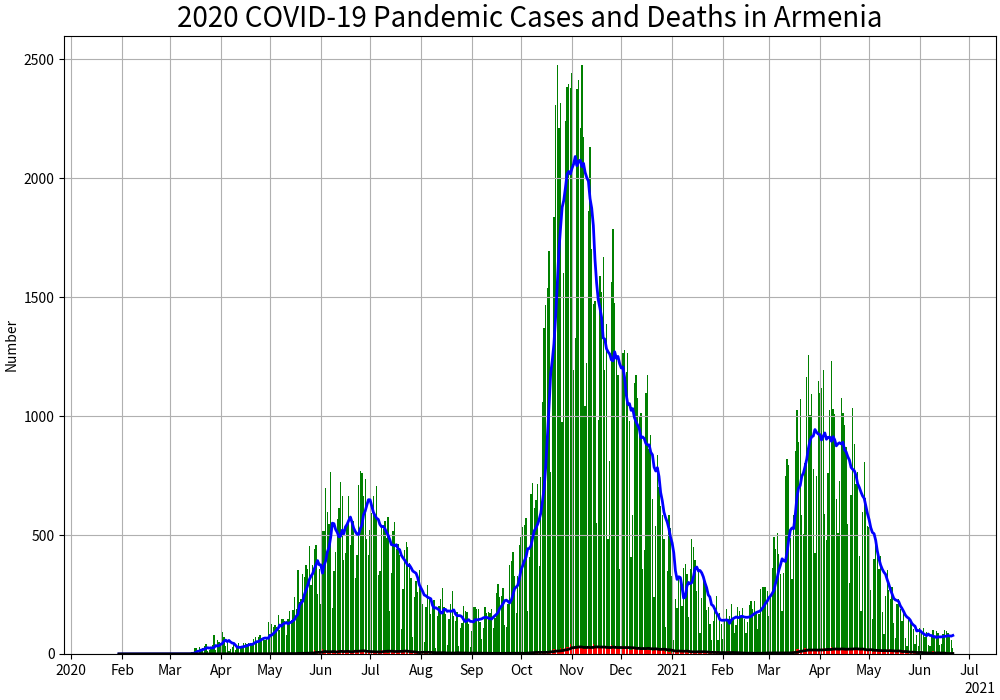 2020 COVID-19 Pandemic Cases and Deaths in Armenia
Number
2500
2000
1500
1000
500
0
2020 Feb Mar Apr May Jun Jul Aug Sep Oct Nov Dec 2021 Feb Mar Apr May Jun Jul
2021